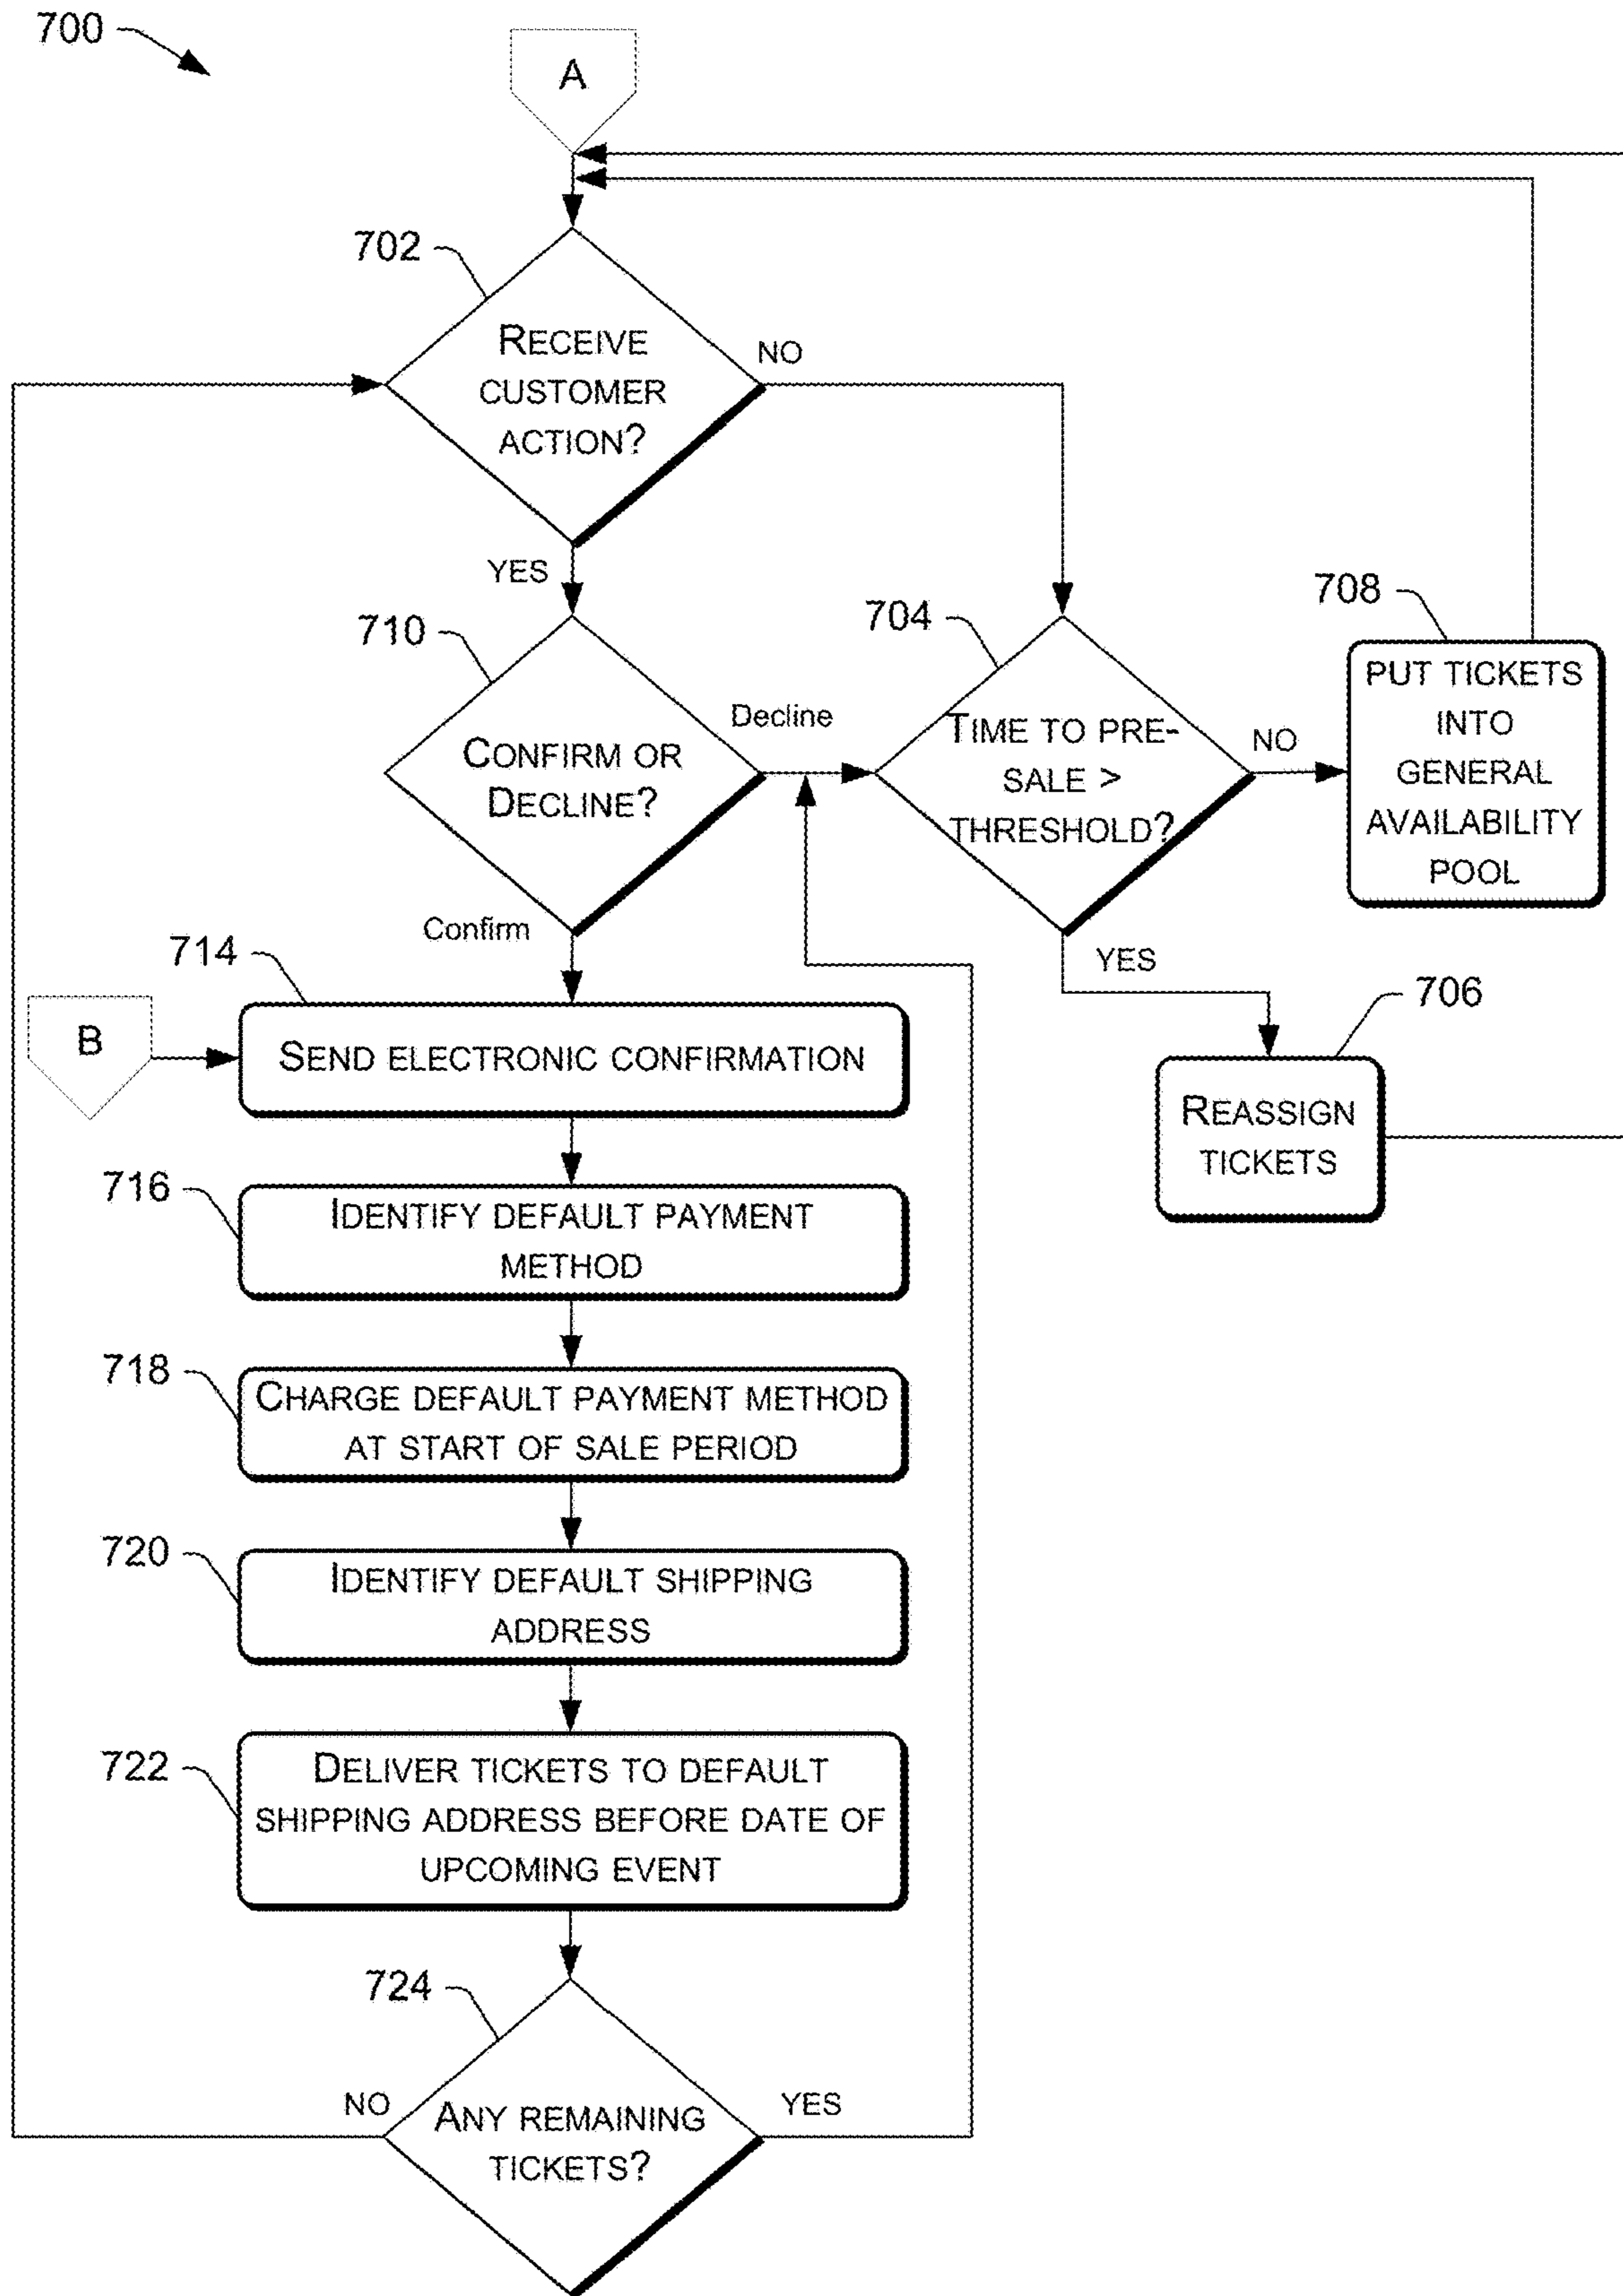 700
A
702
RECEIVE
CUSTOMER
ACTION?
NO
YES
710
CONFIRM OR
DECLINE?
Decline
Confirm
704
TIME TO PRE-
SALE >
THRESHOLD?
NO
YES
708
PUT TICKETS
INTO
GENERAL
AVAILABILITY
POOL
706
REASSIGN
TICKETS
B
714
SEND ELECTRONIC CONFIRMATION
716
IDENTIFY DEFAULT PAYMENT
METHOD
718
CHARGE DEFAULT PAYMENT METHOD
AT START OF SALE PERIOD
720
IDENTIFY DEFAULT SHIPPING
ADDRESS
722
DELIVER TICKETS TO DEFAULT
SHIPPING ADDRESS BEFORE DATE OF
UPCOMING EVENT
724
NO
ANY REMAINING
TICKETS?
YES